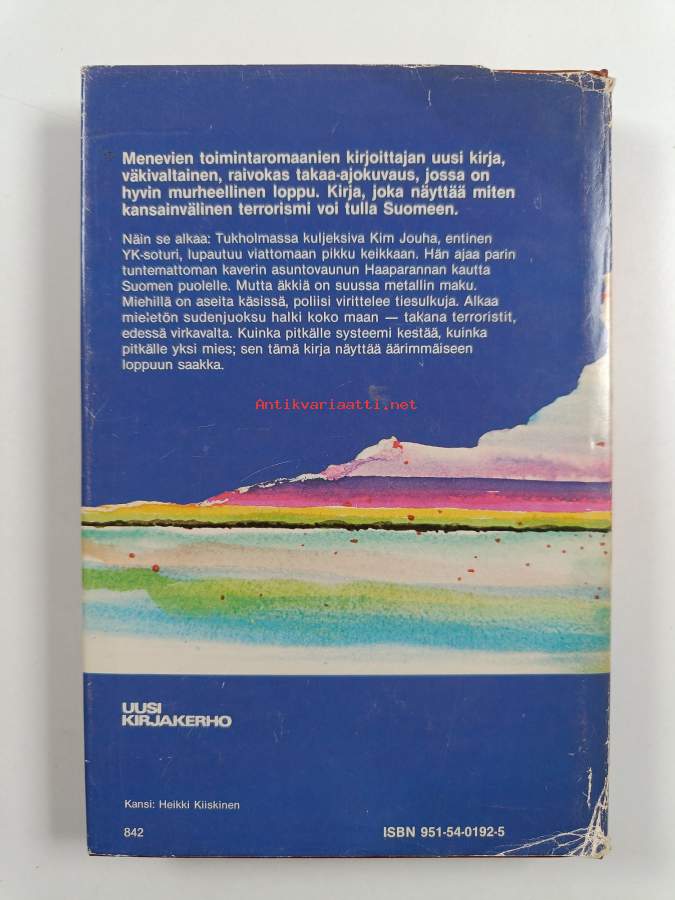 Menevien toimintaromaanien kirjoittajan uusi kirja,
väkivaltainen, raivokas takaa-ajokuvaus, jossa on
hyvin murheellinen loppu. Kirja, joka näyttää miten
kansainvälinen terrorismi voi tulla Suomeen.
Näin se alkaa: Tukholmassa kuljeksiva Kim Jouha, entinen
YK-soturi, lupautuu viattomaan pikku keikkaan. Hän ajaa parin
tuntemattoman kaverin asuntovaunun Haaparannan kautta
Suomen puolelle. Mutta äkkiä on suussa metallin maku.
Miehillä on aseita käsissä, poliisi virittelee tiesulkuja. Alkaa
mieletön sudenjuoksu halki koko maan — takana terroristit,
edessä virkavalta. Kuinka pitkälle systeemi kestää, kuinka
pitkälle yksi mies; sen tämä kirja näyttää äärimmäiseen
loppuun saakka.
Antikvariaatti.net
UUSI
KIRJAKERHO
Kansi: Heikki Kiiskinen
842
ISBN 951-54-0192-5